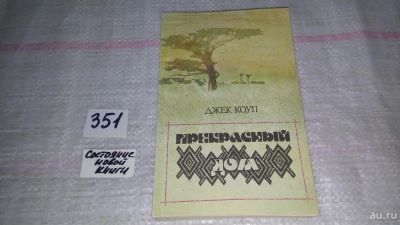 351
Состояние
новой
книги
ДЖЕК КОУП
ПРЕКРАСНЫЙ
ДОМ
au.ru